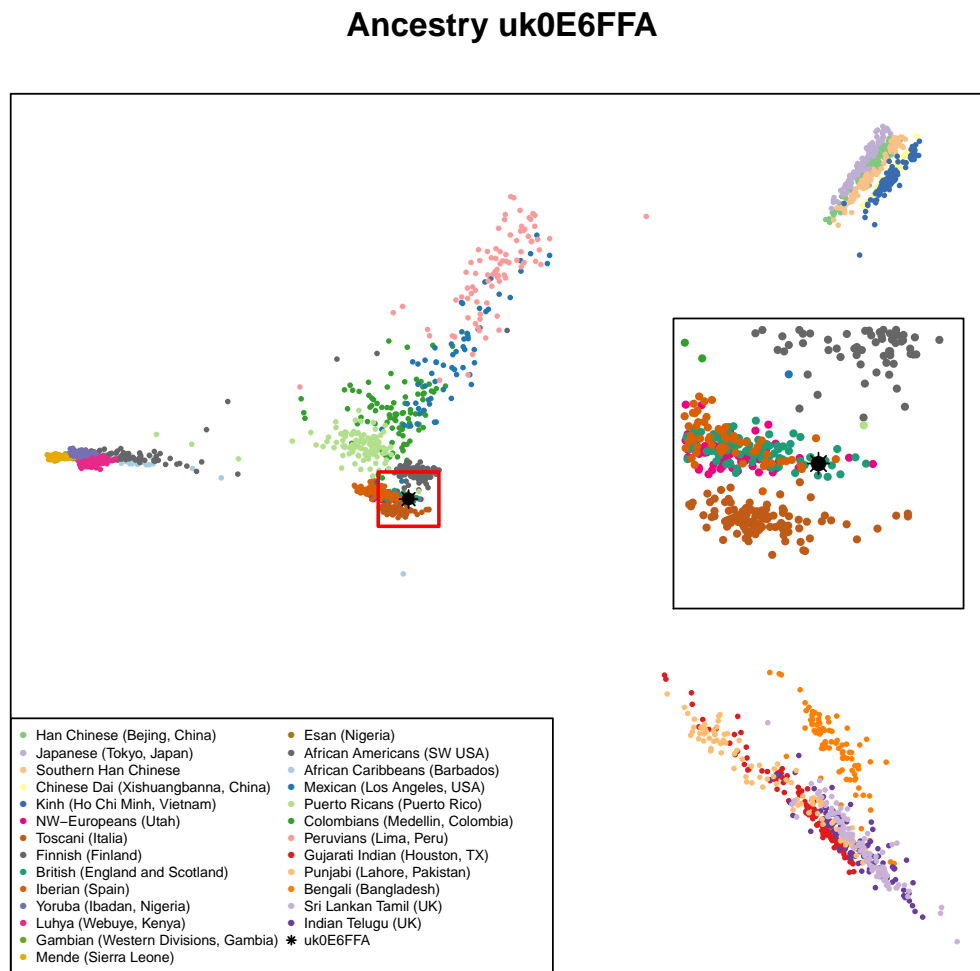 Ancestry uk0E6FFA
Han Chinese (Bejing, China)
Japanese (Tokyo, Japan)
Southern Han Chinese
Chinese Dai (Xishuangbanna, China)
Kinh (Ho Chi Minh, Vietnam)
NW−Europeans (Utah)
Toscani (Italia)
Finnish (Finland)
British (England and Scotland)
Iberian (Spain)
Yoruba (Ibadan, Nigeria)
Luhya (Webuye, Kenya)
Gambian (Western Divisions, Gambia)
Mende (Sierra Leone)
Esan (Nigeria)
African Americans (SW USA)
African Caribbeans (Barbados)
Mexican (Los Angeles, USA)
Puerto Ricans (Puerto Rico)
Colombians (Medellin, Colombia)
Peruvians (Lima, Peru)
Gujarati Indian (Houston, TX)
Punjabi (Lahore, Pakistan)
Bengali (Bangladesh)
Sri Lankan Tamil (UK)
Indian Telugu (UK)
uk0E6FFA